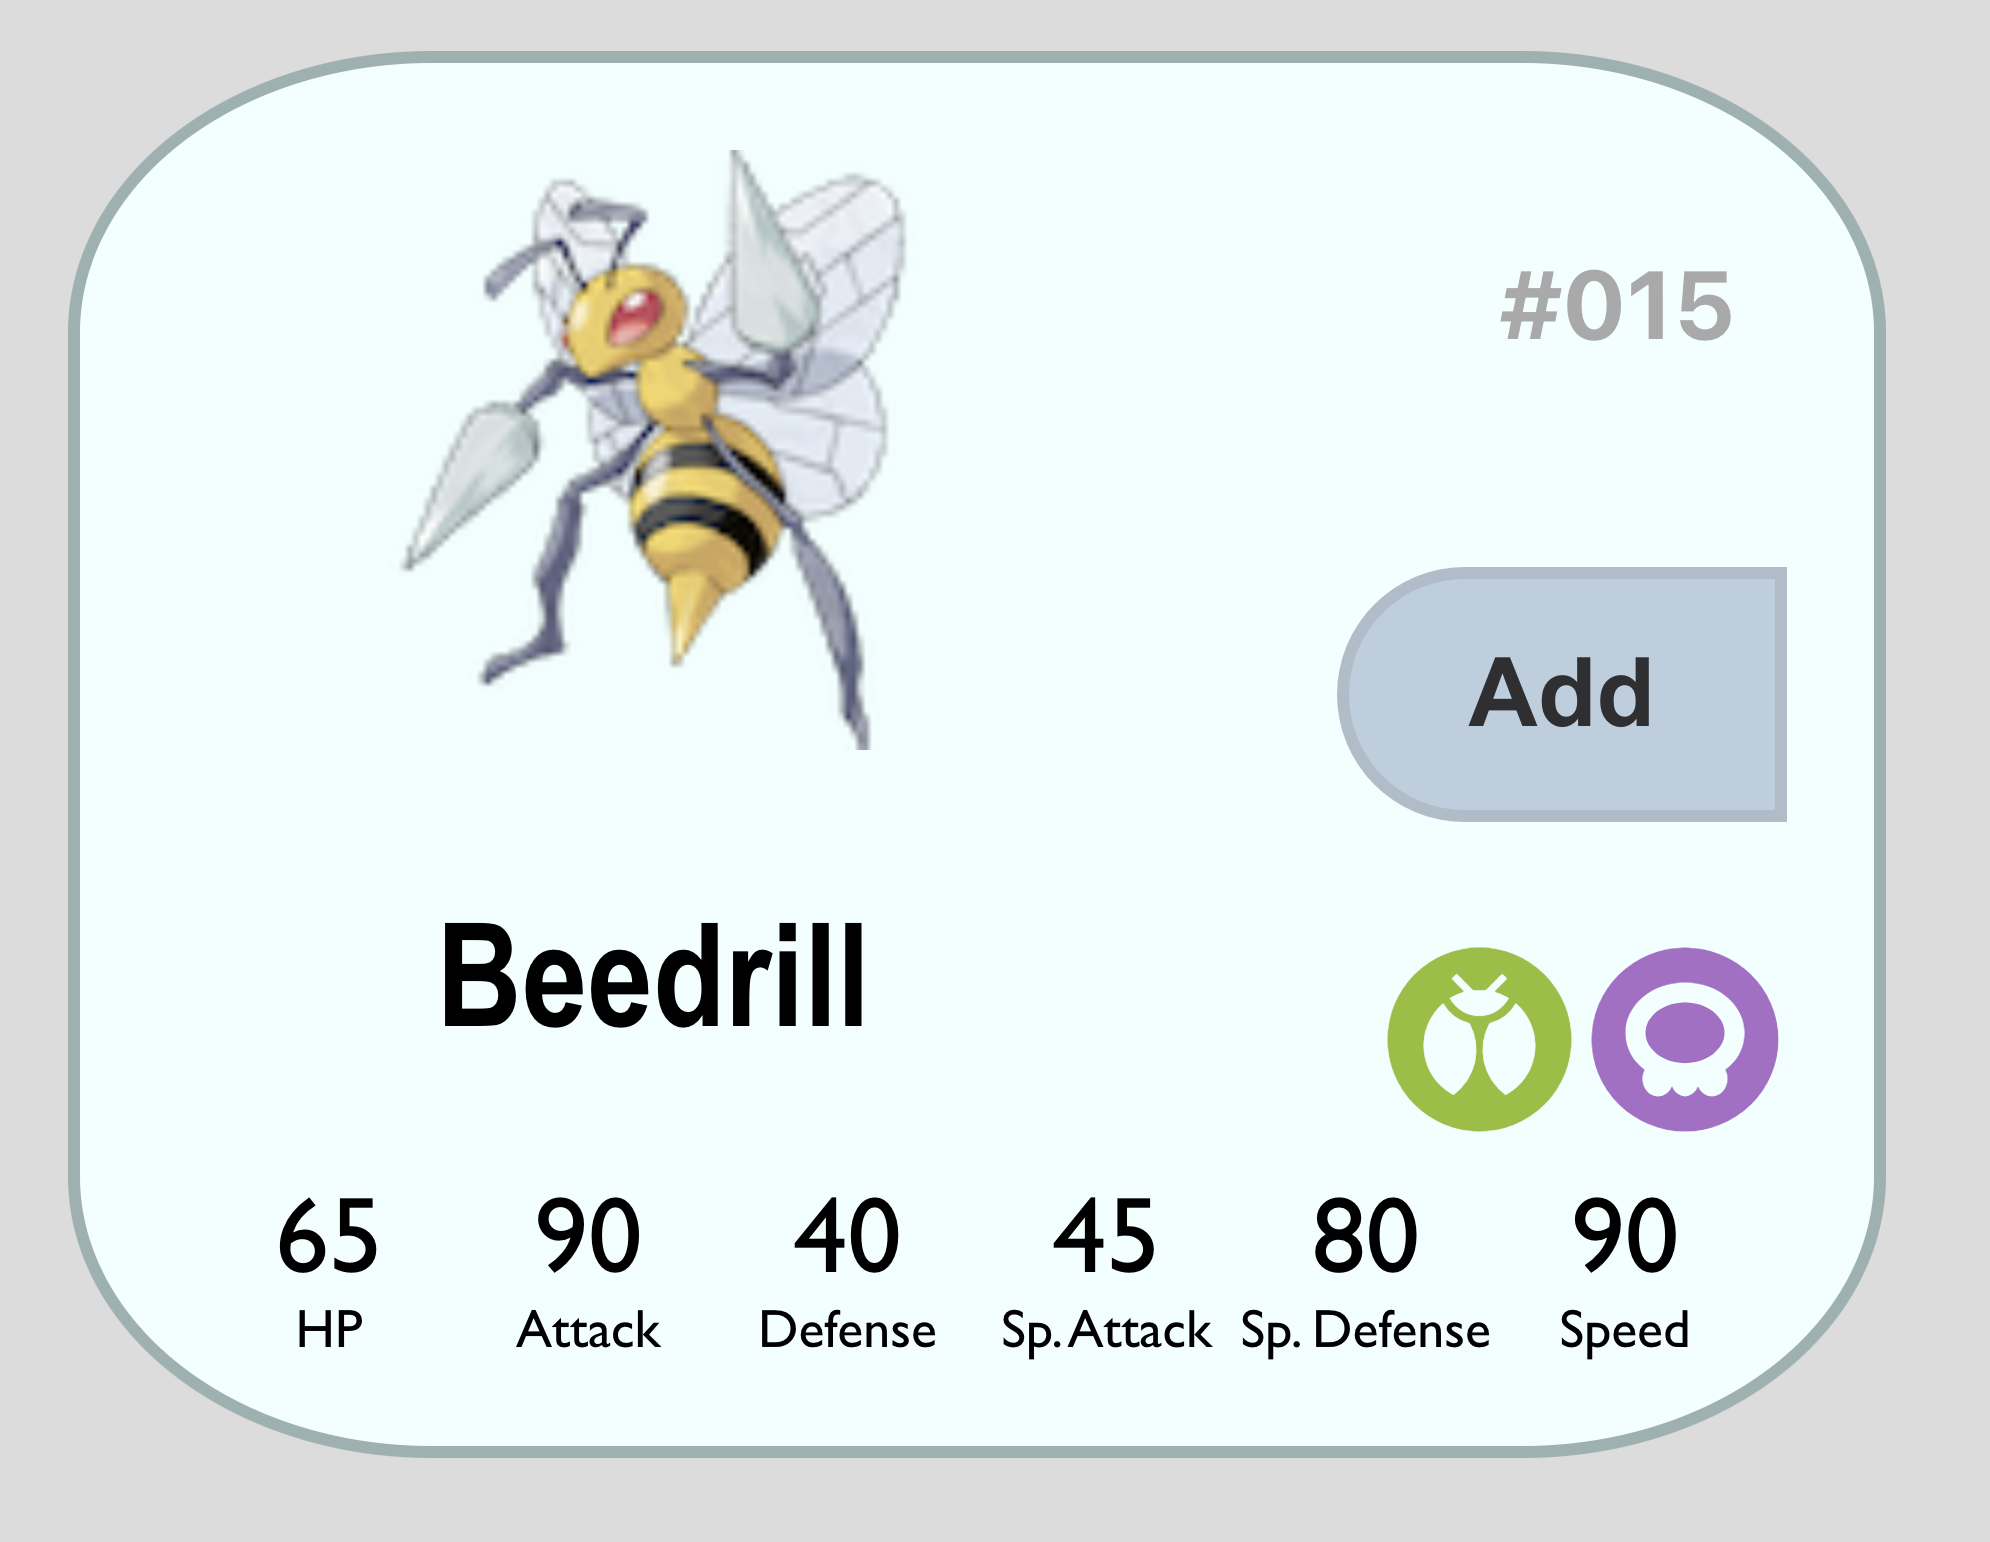 #015
Add
Beedrill
65 90 40 45 80 90
HP Attack Defense Sp. Attack Sp. Defense Speed